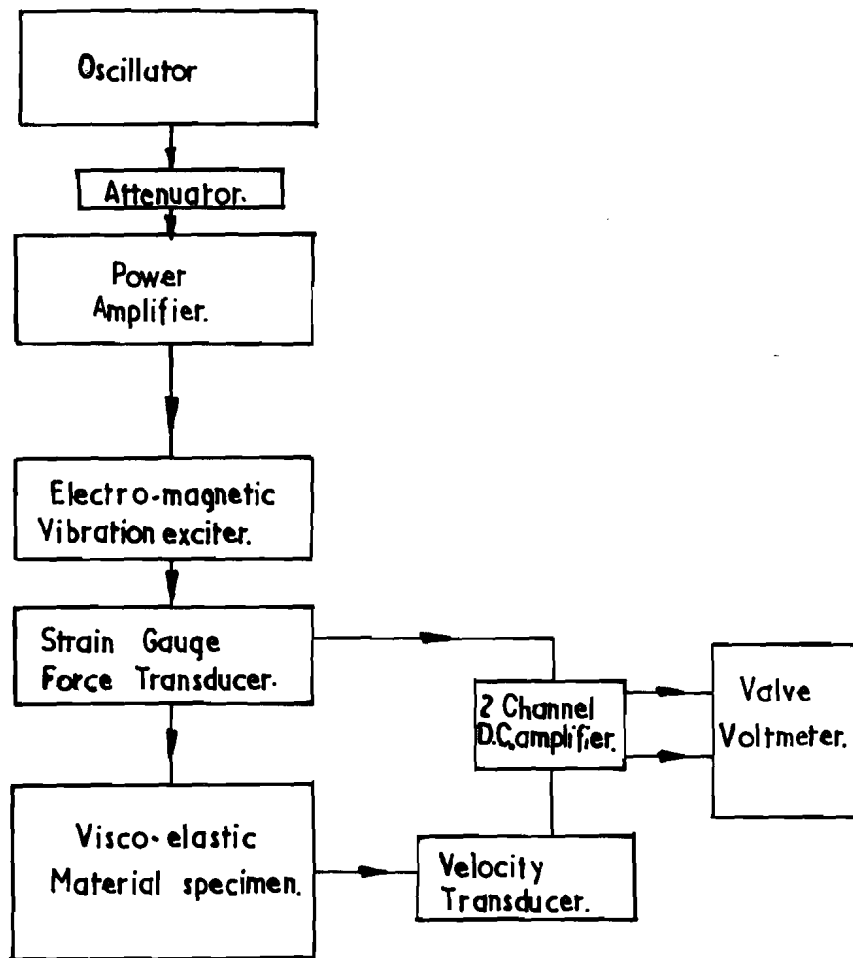 Oscillator
Attenuator.
Power
Amplifier.
Electro-magnetic
Vibration exciter.
Strain Gauge
Force Transducer.
2 Channel
D.C. amplifier.
Valve
Voltmeter.
Visco-elastic
Material specimen.
Velocity
Transducer.